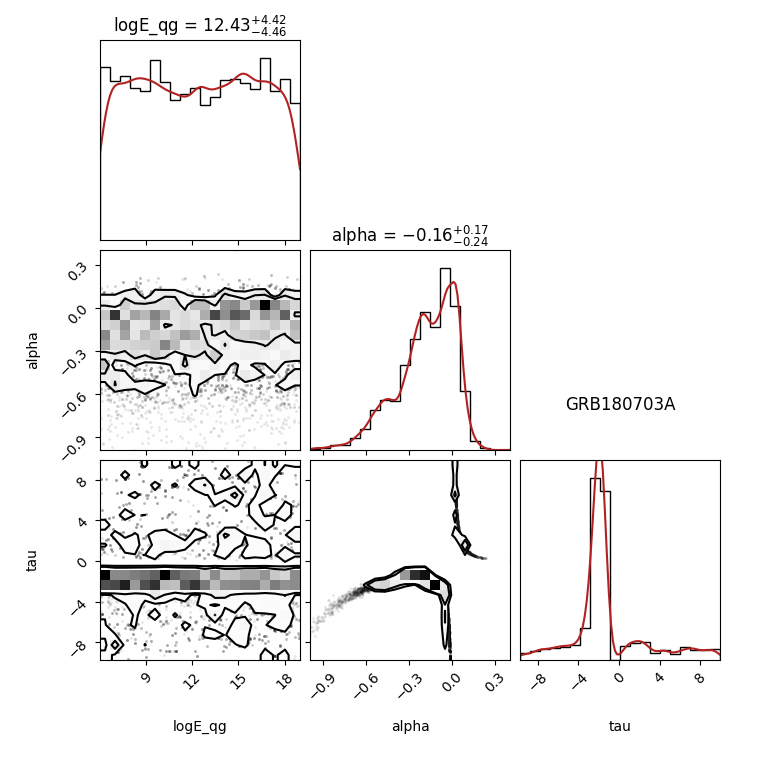 logE_qg = 12.43+4.42−4.46
alpha = −0.16+0.17−0.24
0.3
0.0
−0.3
−0.6
−0.9
alpha
GRB180703A
8
4
0
−4
−8
tau
9 12 15 18
−0.9 −0.6 −0.3 0.0 0.3
−8 −4 0 4 8
logE_qg alpha tau